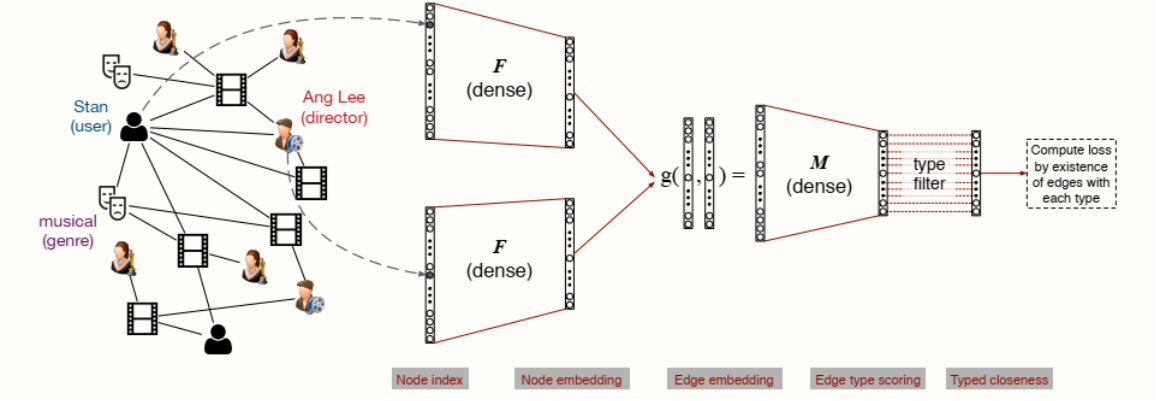 Stan
(user)
Ang Lee
(director)
musical
(genre)
F
(dense)
F
(dense)
g( , ) =
M
(dense)
type
filter
Compute loss
by existence
of edges with
each type
Node index
Node embedding
Edge embedding
Edge type scoring
Typed closeness